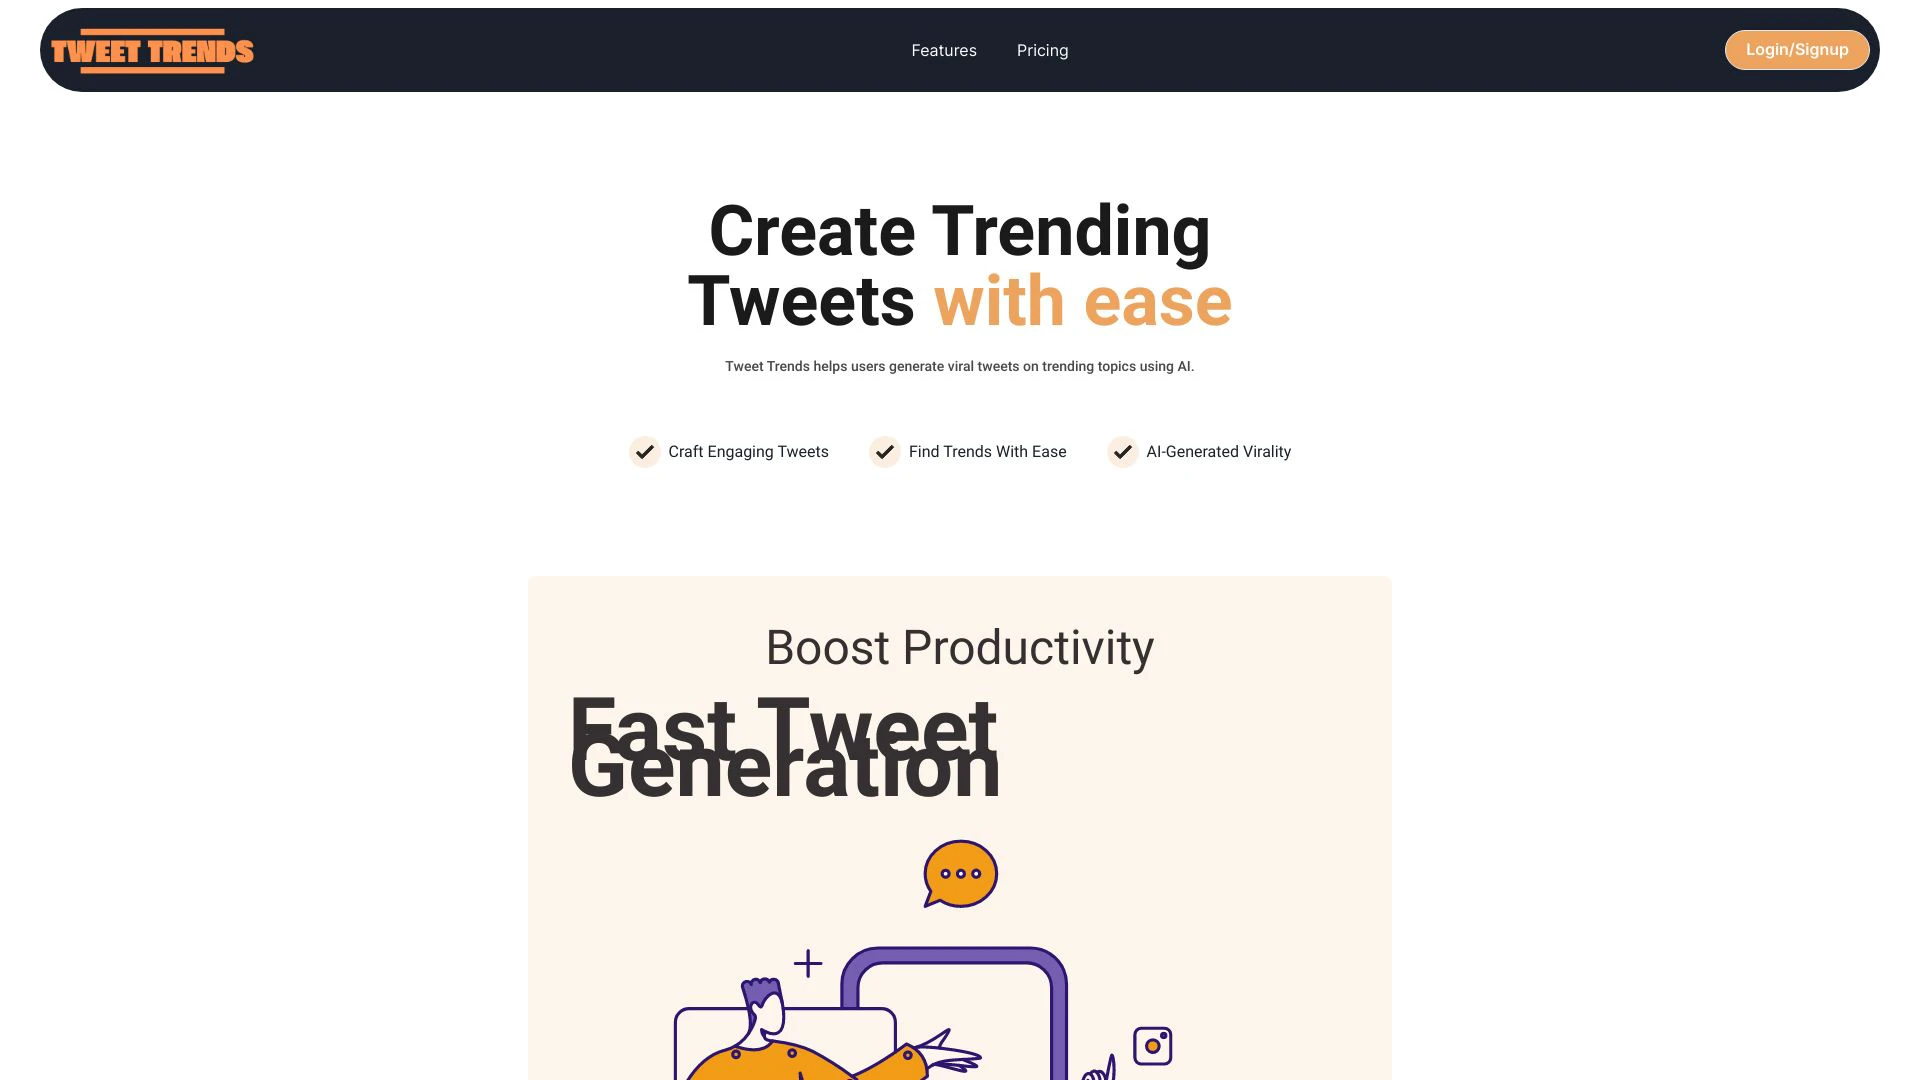 TWEET TRENDS
Features
Pricing
Login/Signup
Create Trending
Tweets with ease
Tweet Trends helps users generate viral tweets on trending topics using AI.
Craft Engaging Tweets
Find Trends With Ease
AI-Generated Virality
Boost Productivity
Fast Tweet
Generation